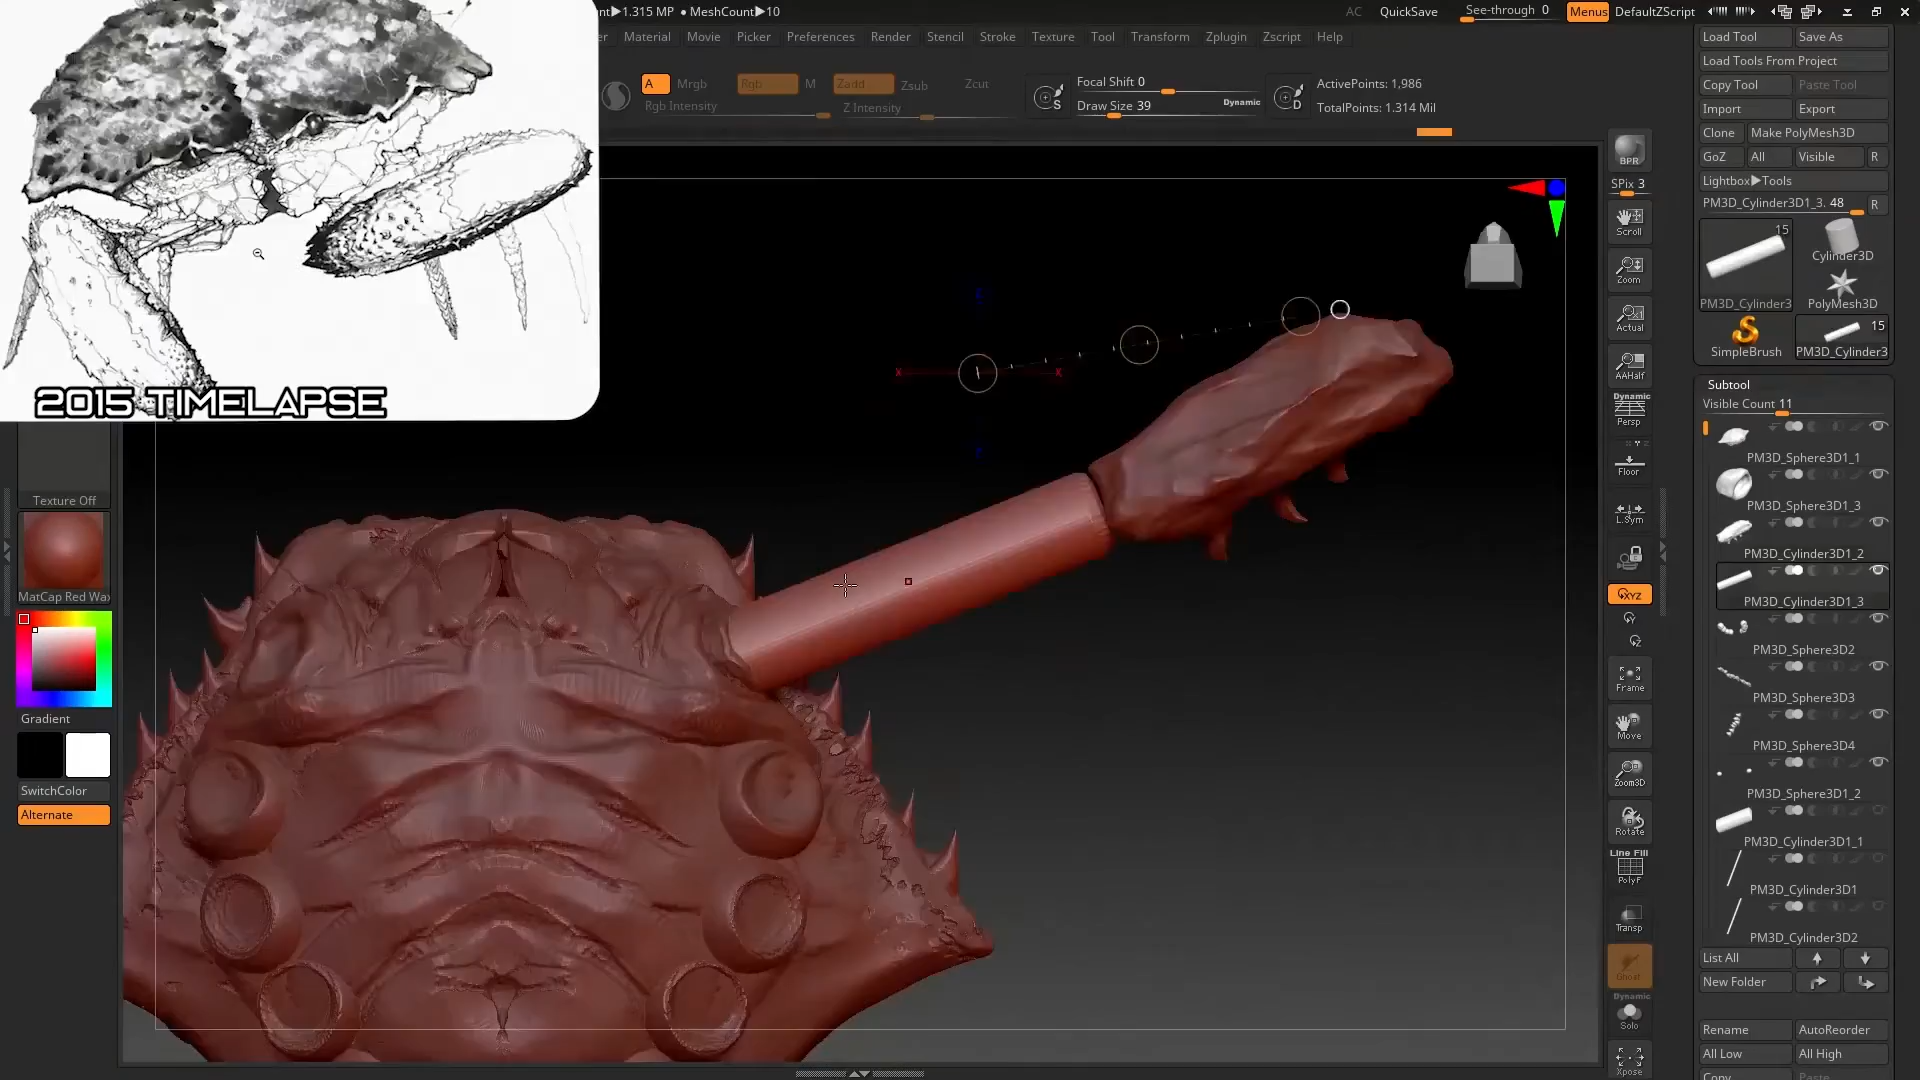 nt▶1.315 MP ● MeshCount▶10
AC QuickSave See-through 0 Menus DefaultZScript
er Material Movie Picker Preferences Render Stencil Stroke Texture Tool Transform Zplugin Zscript Help
A Mrgb Rgb M Zadd Zsub Zcut
Rgb Intensity Z Intensity
S
Focal Shift 0
Draw Size 39 Dynamic
D
ActivePoints: 1,986
TotalPoints: 1.314 Mil
2015 TIMELAPSE
Texture Off
MatCap Red Wax
Gradient
SwitchColor
Alternate
X X
BPR
SPix 3
Scroll
Zoom
Actual
AAHalf
Dynamic
Persp
Floor
L.Sym
XYZ
Y
Z
Frame
Move
Zoom3D
Rotate
Line Fill
PolyF
Transp
Ghost
Dynamic
Solo
Xpose
Load Tool Save As
Load Tools From Project
Copy Tool Paste Tool
Import Export
Clone Make PolyMesh3D
GoZ All Visible R
Lightbox▶Tools
PM3D_Cylinder3D1_3. 48 R
15
Cylinder3D
PM3D_Cylinder3 PolyMesh3D
15
SimpleBrush PM3D_Cylinder3
Subtool
Visible Count 11
PM3D_Sphere3D1_1
PM3D_Sphere3D1_3
PM3D_Cylinder3D1_2
PM3D_Cylinder3D1_3
PM3D_Sphere3D2
PM3D_Sphere3D3
PM3D_Sphere3D4
PM3D_Sphere3D1_2
PM3D_Cylinder3D1_1
PM3D_Cylinder3D1
PM3D_Cylinder3D2
List All
New Folder
Rename AutoReorder
All Low All High
Copy Paste